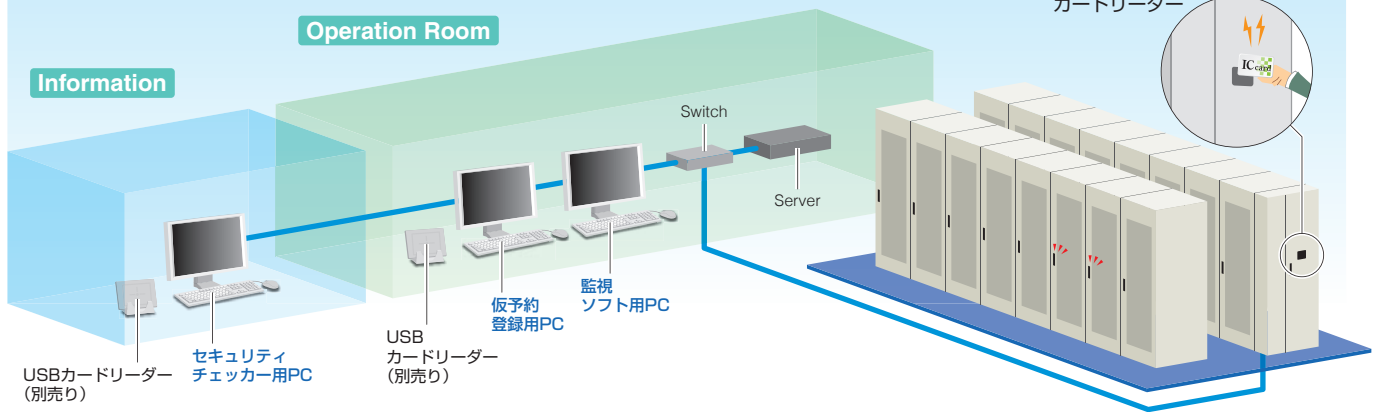 カードリーダー
Operation Room
IC card
Information
Switch
Server
仮予約
登録用PC
監視
ソフト用PC
USB
カードリーダー
（別売り）
セキュリティ
チェッカー用PC
USBカードリーダー
（別売り）